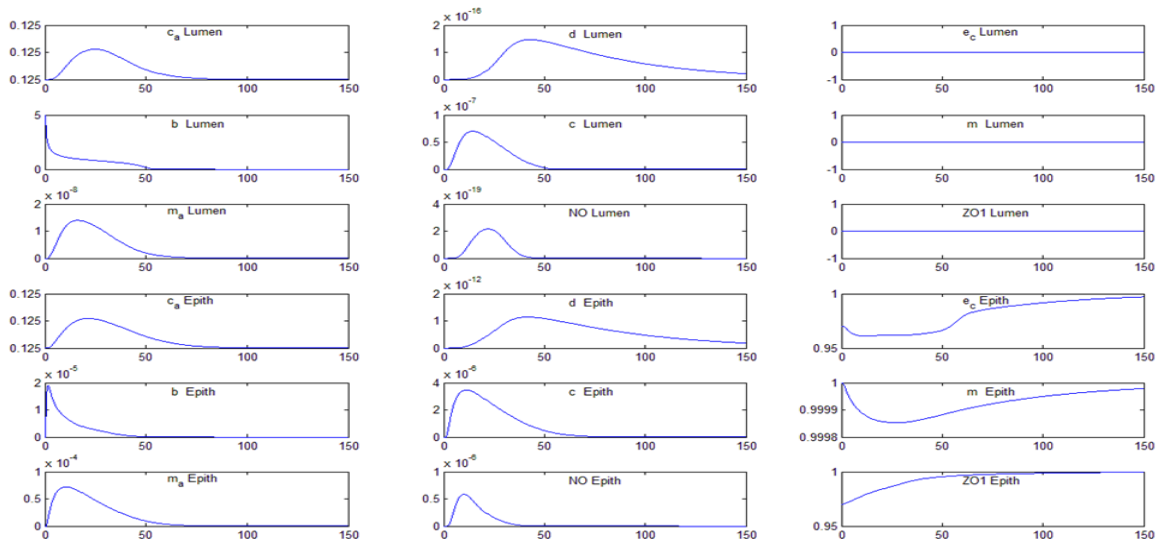 c_a Lumen
0.125
0.125
0.125
0 50 100 150
b Lumen
5
0
0 50 100 150
x 10^-8
m_a Lumen
2
1
0
0 50 100 150
c_a Epith
0.125
0.125
0.125
0 50 100 150
x 10^-5
b Epith
2
1
0
0 50 100 150
x 10^-4
m_a Epith
1
0.5
0
0 50 100 150
x 10^-16
d Lumen
2
1
0
0 50 100 150
x 10^-7
c Lumen
1
0.5
0
0 50 100 150
x 10^-19
NO Lumen
4
2
0
0 50 100 150
x 10^-12
d Epith
2
1
0
0 50 100 150
c Epith
4
2
0
0 50 100 150
NO Epith
1
0.5
0
0 50 100 150
e_c Lumen
1
0
-1
0 50 100 150
m Lumen
1
0
-1
0 50 100 150
ZO1 Lumen
1
0
-1
0 50 100 150
e_c Epith
1
0.95
0 50 100 150
m Epith
1
0.9999
0.9998
0 50 100 150
ZO1 Epith
1
0.95
0 50 100 150